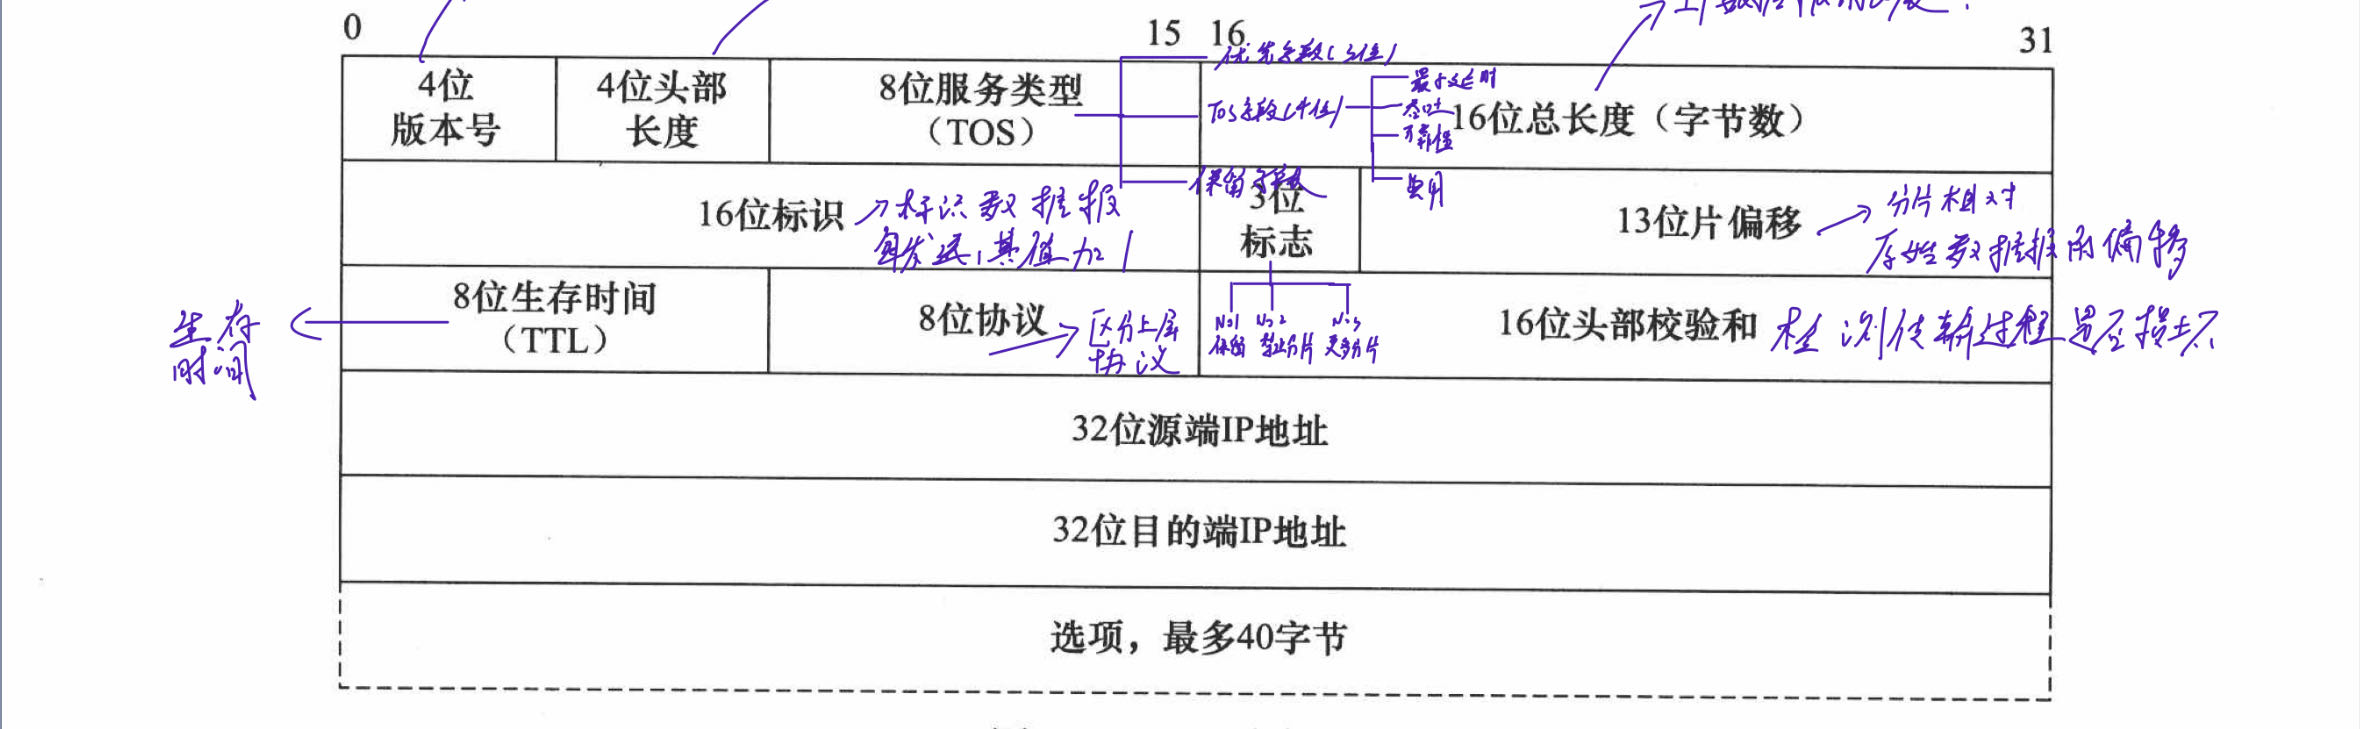 0
15 16
31
4位
版本号
4位头部
长度
8位服务类型
（TOS）
16位总长度（字节数）
优先字段(3位)
TOS字段(4位)
保留字段
最小延时
可靠性
费用
16位标识
标识数据报
每发送1其值加1
3位
标志
No1
保留
No2
禁止分片
No3
更多分片
13位片偏移
分片相对
原始数据报的偏移
8位生存时间
（TTL）
生存
时间
8位协议
区分上层
协议
16位头部校验和
检测传输过程是否损坏
32位源端IP地址
32位目的端IP地址
选项，最多40字节